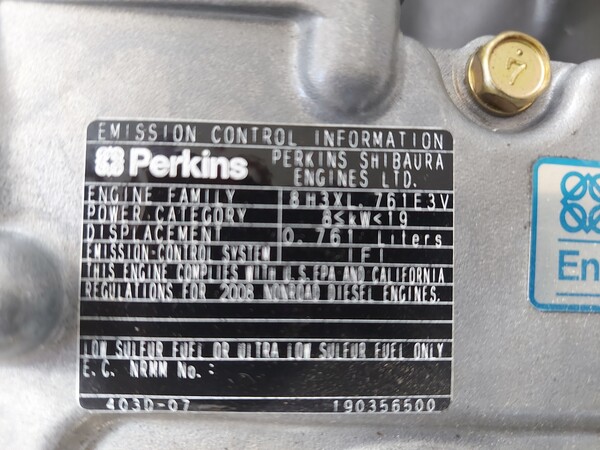 EMISSION CONTROL INFORMATION
Perkins PERKINS SHIBAURA
ENGINES LTD.
ENGINE FAMILY 8H3XL.761E3V
POWER CATEGORY 8≤kW<19
DISPLACEMENT 0.761 Liters
EMISSION-CONTROL SYSTEM IFI
THIS ENGINE COMPLIES WITH U.S.EPA AND CALIFORNIA
REGULATIONS FOR 2008 NONROAD DIESEL ENGINES.
LOW SULFUR FUEL OR ULTRA LOW SULFUR FUEL ONLY
E.C. NRMM No.:
403D-07 190356500
En
7